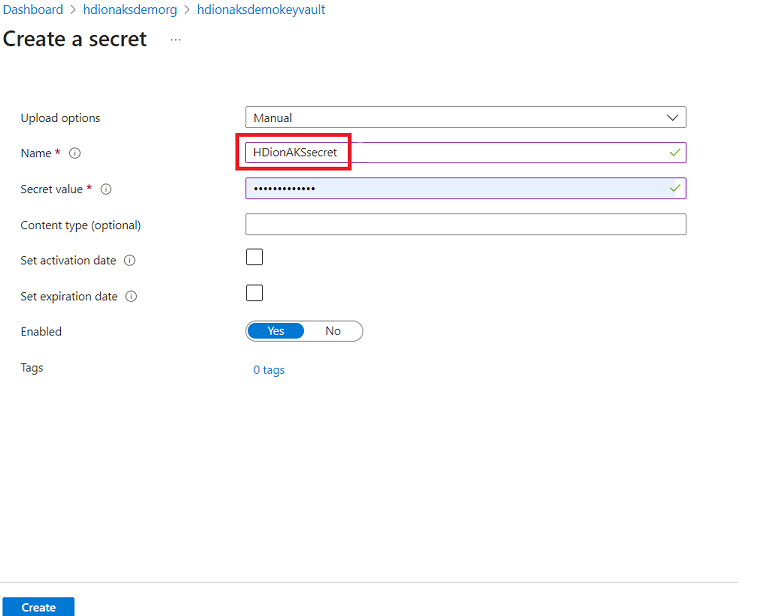 Dashboard > hdionaksdemorg > hdionaksdemokeyvault
Create a secret ...
Upload options Manual
Name * HDionAKSsecret
Secret value * •••••••••••••
Content type (optional)
Set activation date
Set expiration date
Enabled Yes No
Tags 0 tags
Create